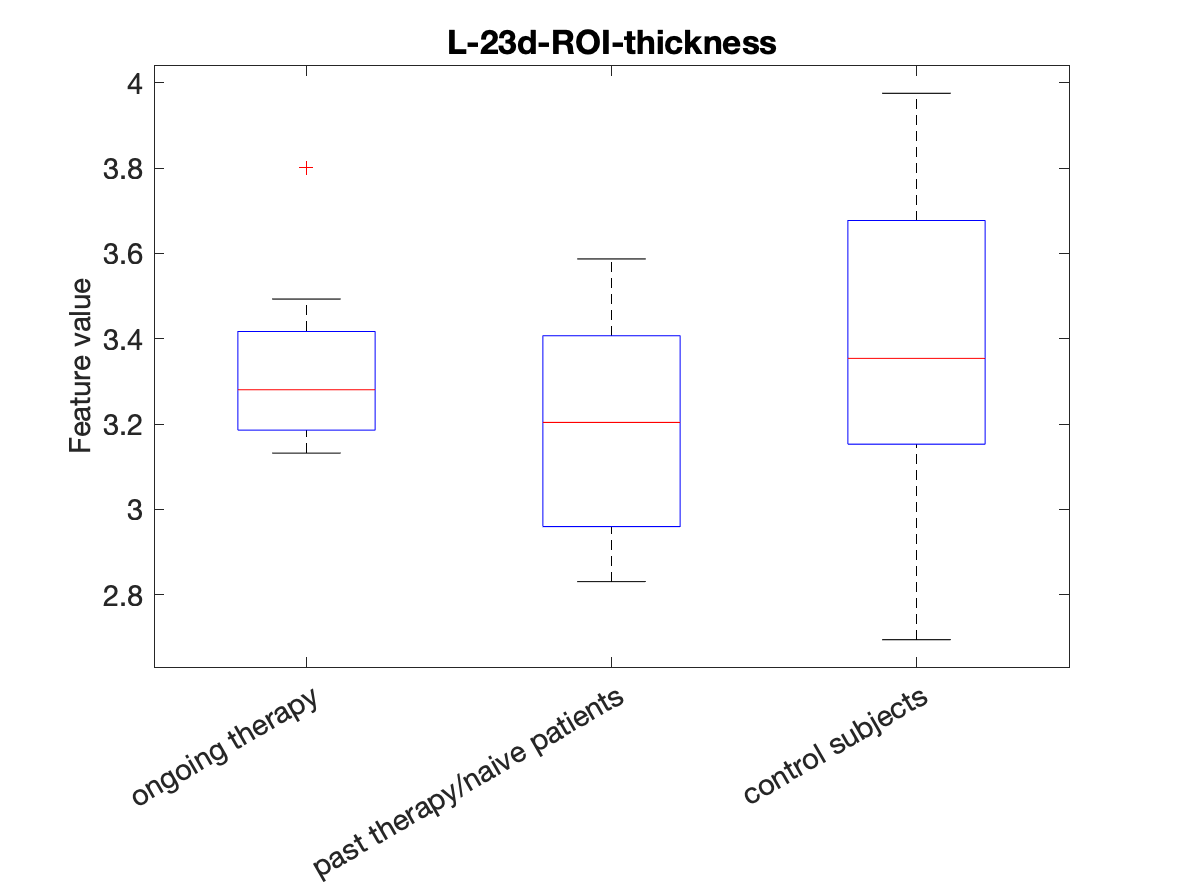 L-23d-ROI-thickness
4
3.8
3.6
3.4
3.2
3
2.8
Feature value
ongoing therapy
past therapy/naive patients
control subjects